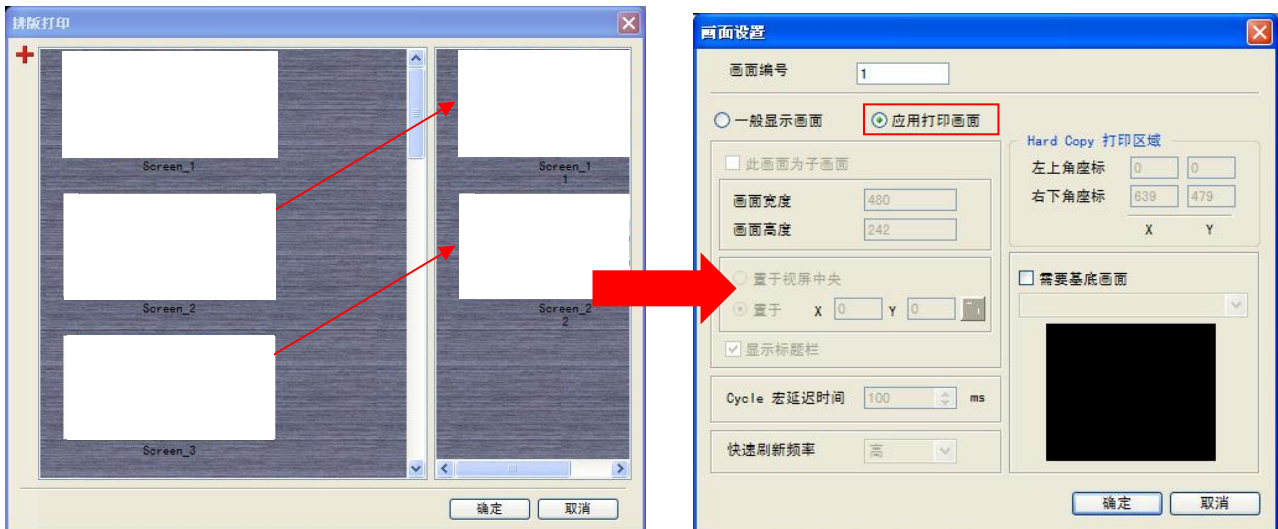 排版打印
Screen_1
Screen_2
Screen_3
Screen_1
1
Screen_2
2
确定
取消
画面设置
画面编号 1
一般显示画面
应用打印画面
此画面为子画面
画面宽度 480
画面高度 242
置于视屏中央
置于 X 0 Y 0
显示标题栏
Cycle 宏延迟时间 100 ms
快速刷新频率 高
Hard Copy 打印区域
左上角座标 0 0
右下角座标 639 479
X Y
需要基底画面
确定
取消